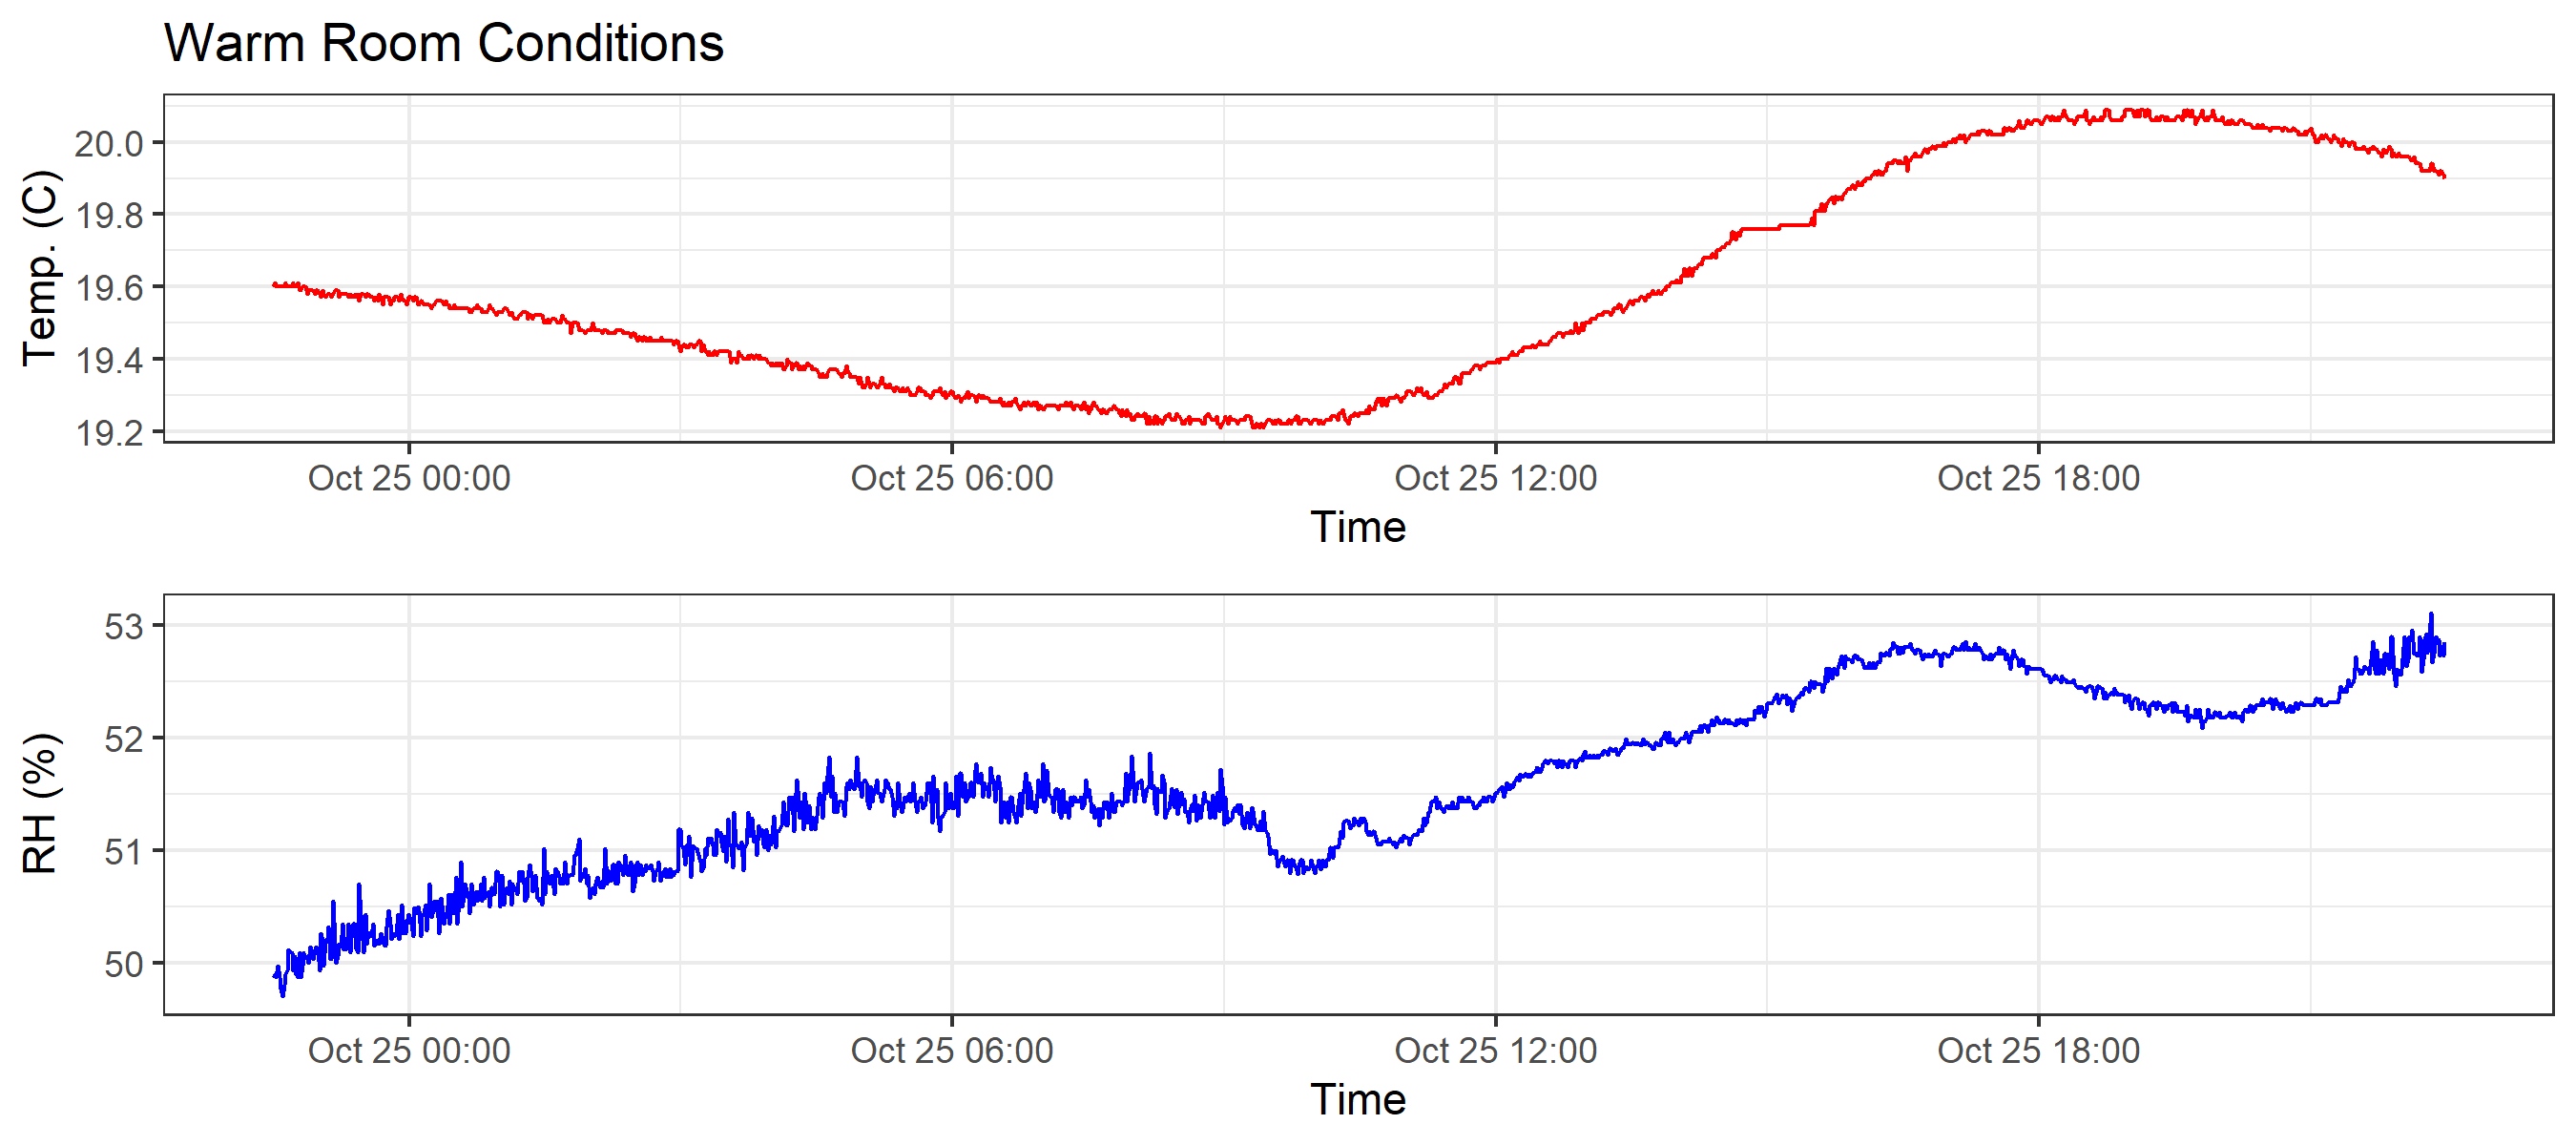 Warm Room Conditions
Temp. (C)
20.0
19.8
19.6
19.4
19.2
Oct 25 00:00 Oct 25 06:00 Oct 25 12:00 Oct 25 18:00
Time
RH (%)
53
52
51
50
Oct 25 00:00 Oct 25 06:00 Oct 25 12:00 Oct 25 18:00
Time